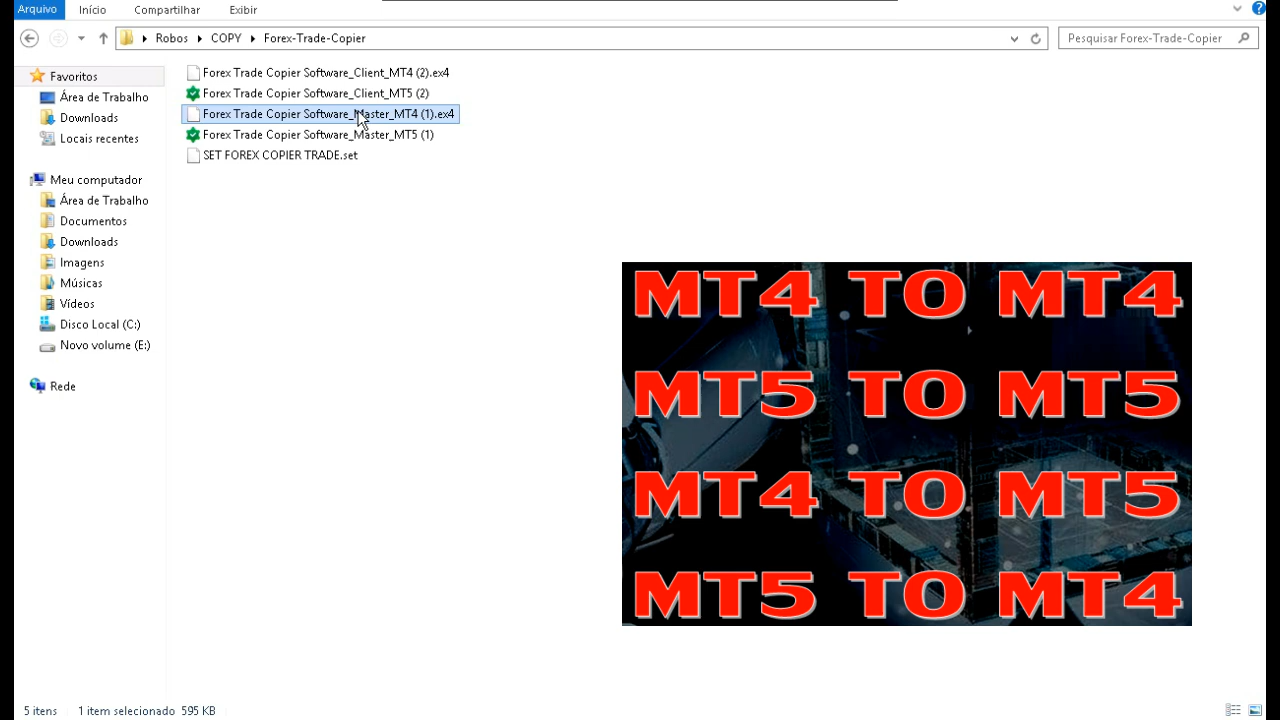 Arquivo Início Compartilhar Exibir
Robos COPY Forex-Trade-Copier Pesquisar Forex-Trade-Copier
Favoritos
Área de Trabalho
Downloads
Locais recentes
Meu computador
Área de Trabalho
Documentos
Downloads
Imagens
Músicas
Vídeos
Disco Local (C:)
Novo volume (E:)
Rede
Forex Trade Copier Software_Client_MT4 (2).ex4
Forex Trade Copier Software_Client_MT5 (2)
Forex Trade Copier Software_Master_MT4 (1).ex4
Forex Trade Copier Software_Master_MT5 (1)
SET FOREX COPIER TRADE.set
MT4 TO MT4
MT5 TO MT5
MT4 TO MT5
MT5 TO MT4
5 itens 1 item selecionado 595 KB